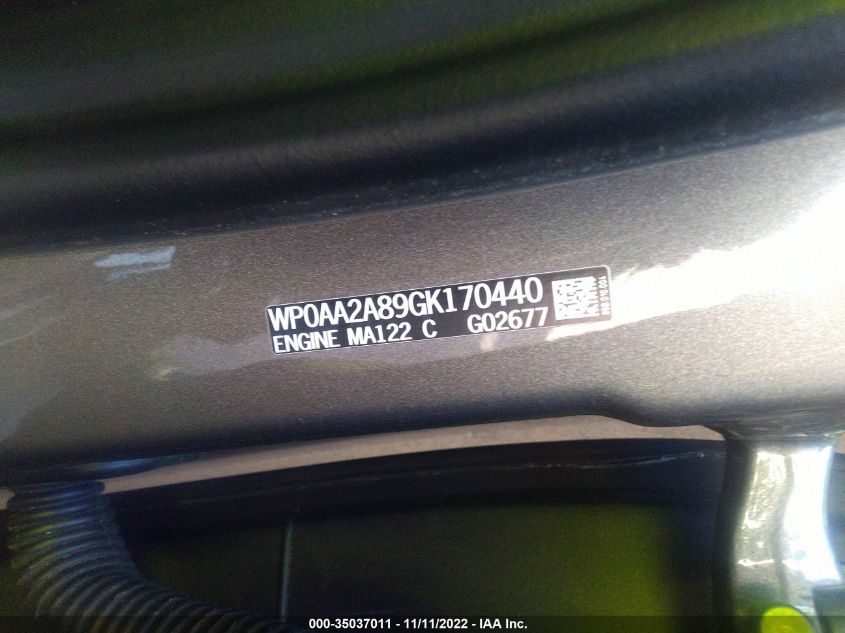 WP0AA2A89GK170440
ENGINE MA122 C G02677
000-35037011 - 11/11/2022 - IAA Inc.